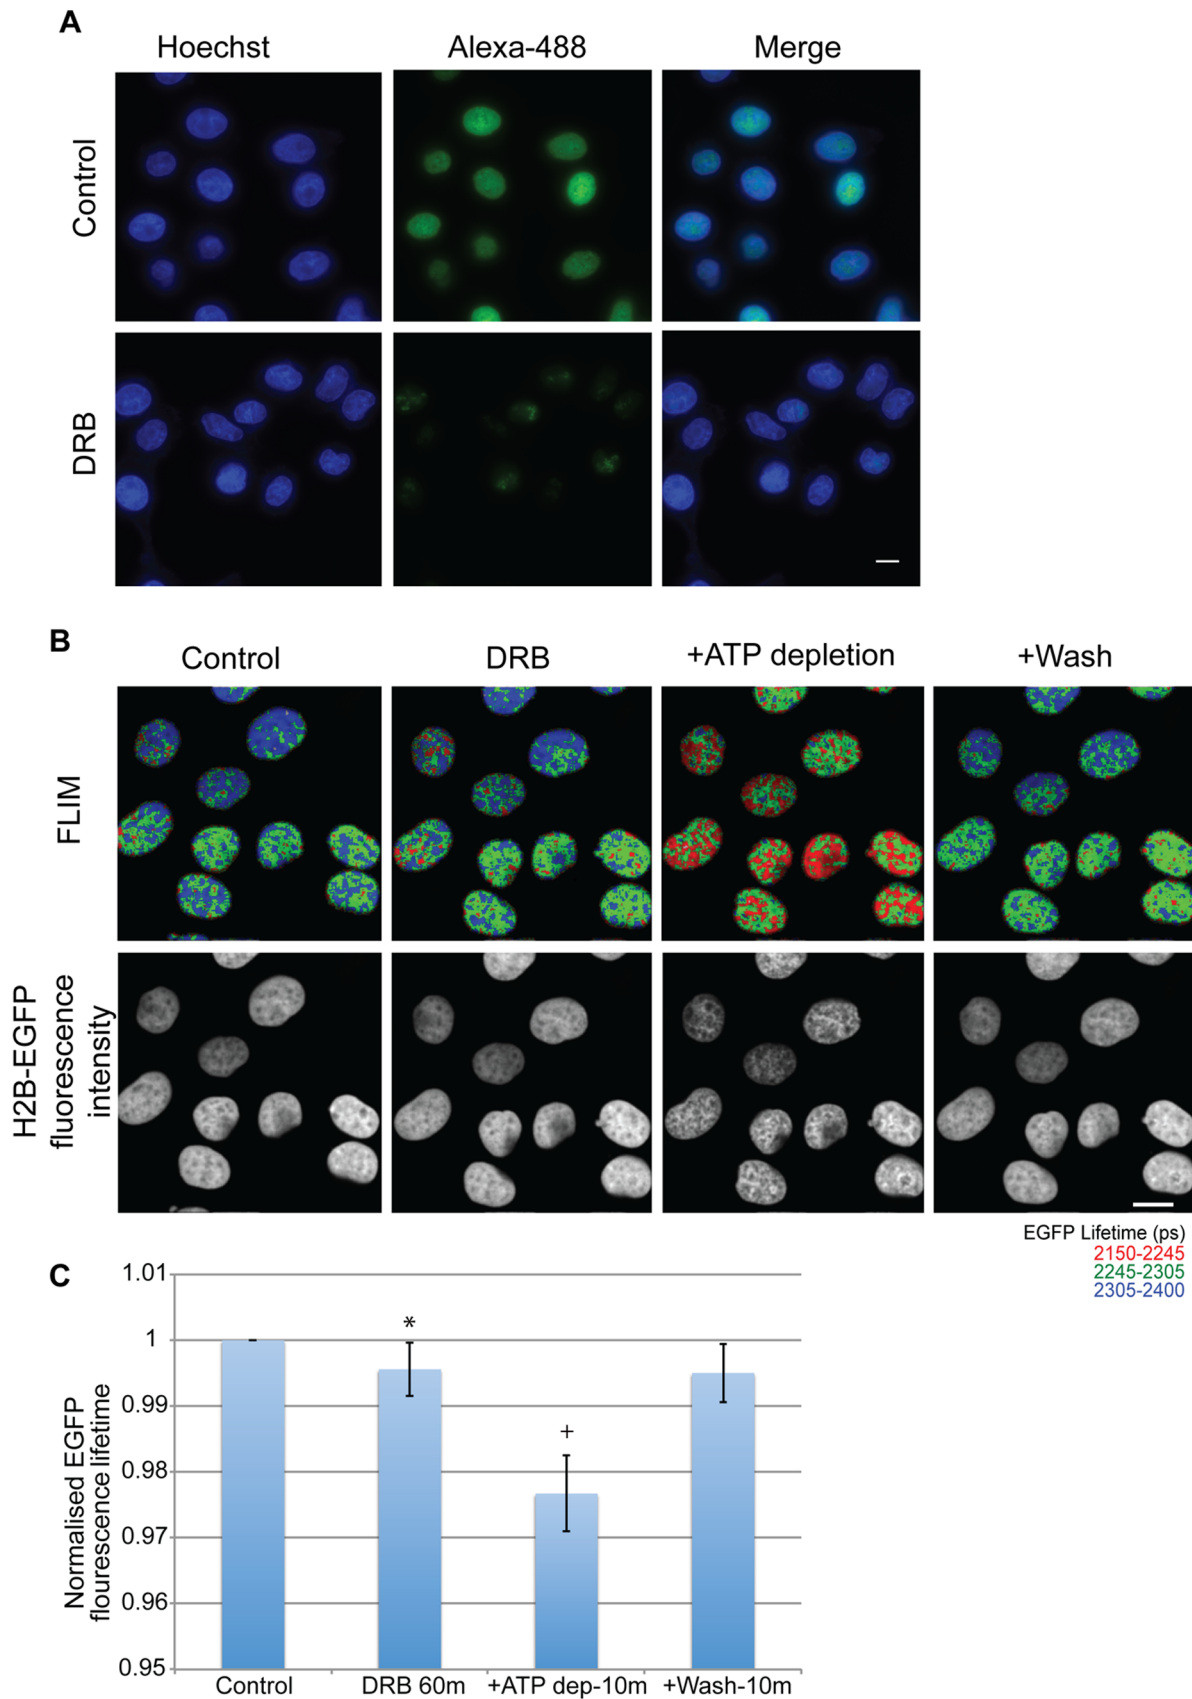 A
Hoechst
Alexa-488
Merge
Control
DRB
B
Control
DRB
+ATP depletion
+Wash
FLIM
H2B-EGFP
fluorescence
intensity
EGFP Lifetime (ps)
2150-2245
2245-2305
2305-2400
C
Normalised EGFP
flourescence lifetime
1.01
1
0.99
0.98
0.97
0.96
0.95
*
+
Control
DRB 60m
+ATP dep-10m
+Wash-10m